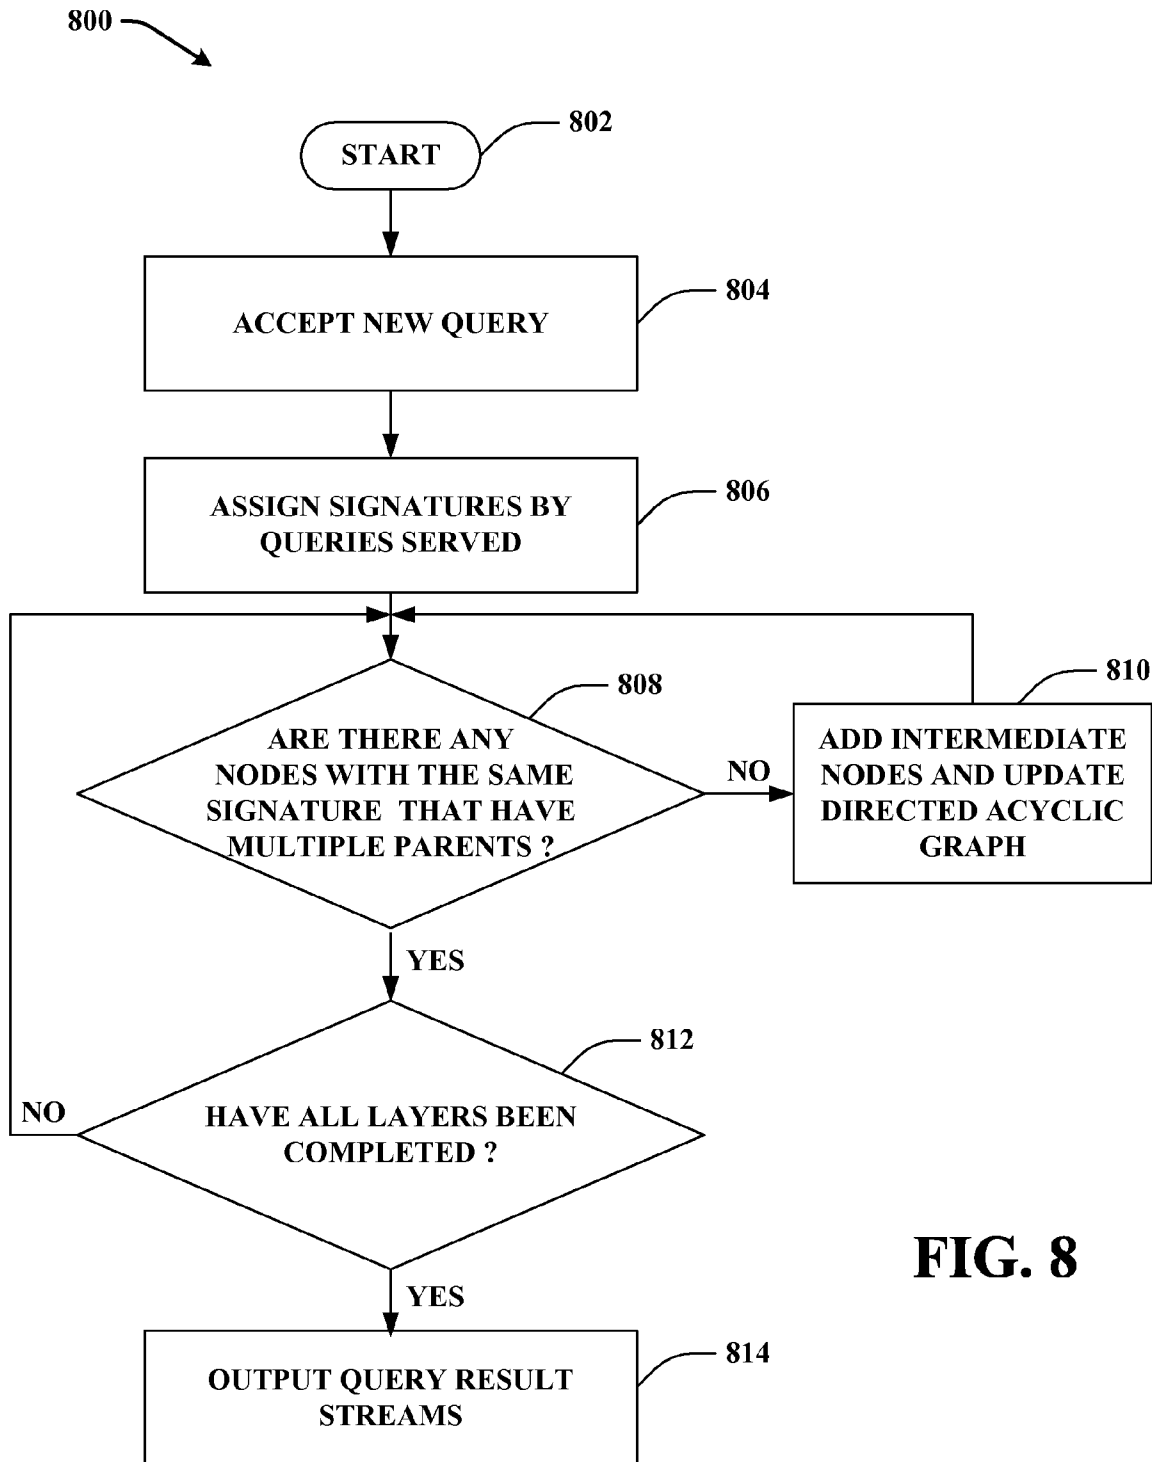 800
802
START
804
ACCEPT NEW QUERY
806
ASSIGN SIGNATURES BY
QUERIES SERVED
808
810
ARE THERE ANY
NODES WITH THE SAME
SIGNATURE THAT HAVE
MULTIPLE PARENTS ?
NO
ADD INTERMEDIATE
NODES AND UPDATE
DIRECTED ACYCLIC
GRAPH
YES
812
NO
HAVE ALL LAYERS BEEN
COMPLETED ?
FIG. 8
YES
814
OUTPUT QUERY RESULT
STREAMS